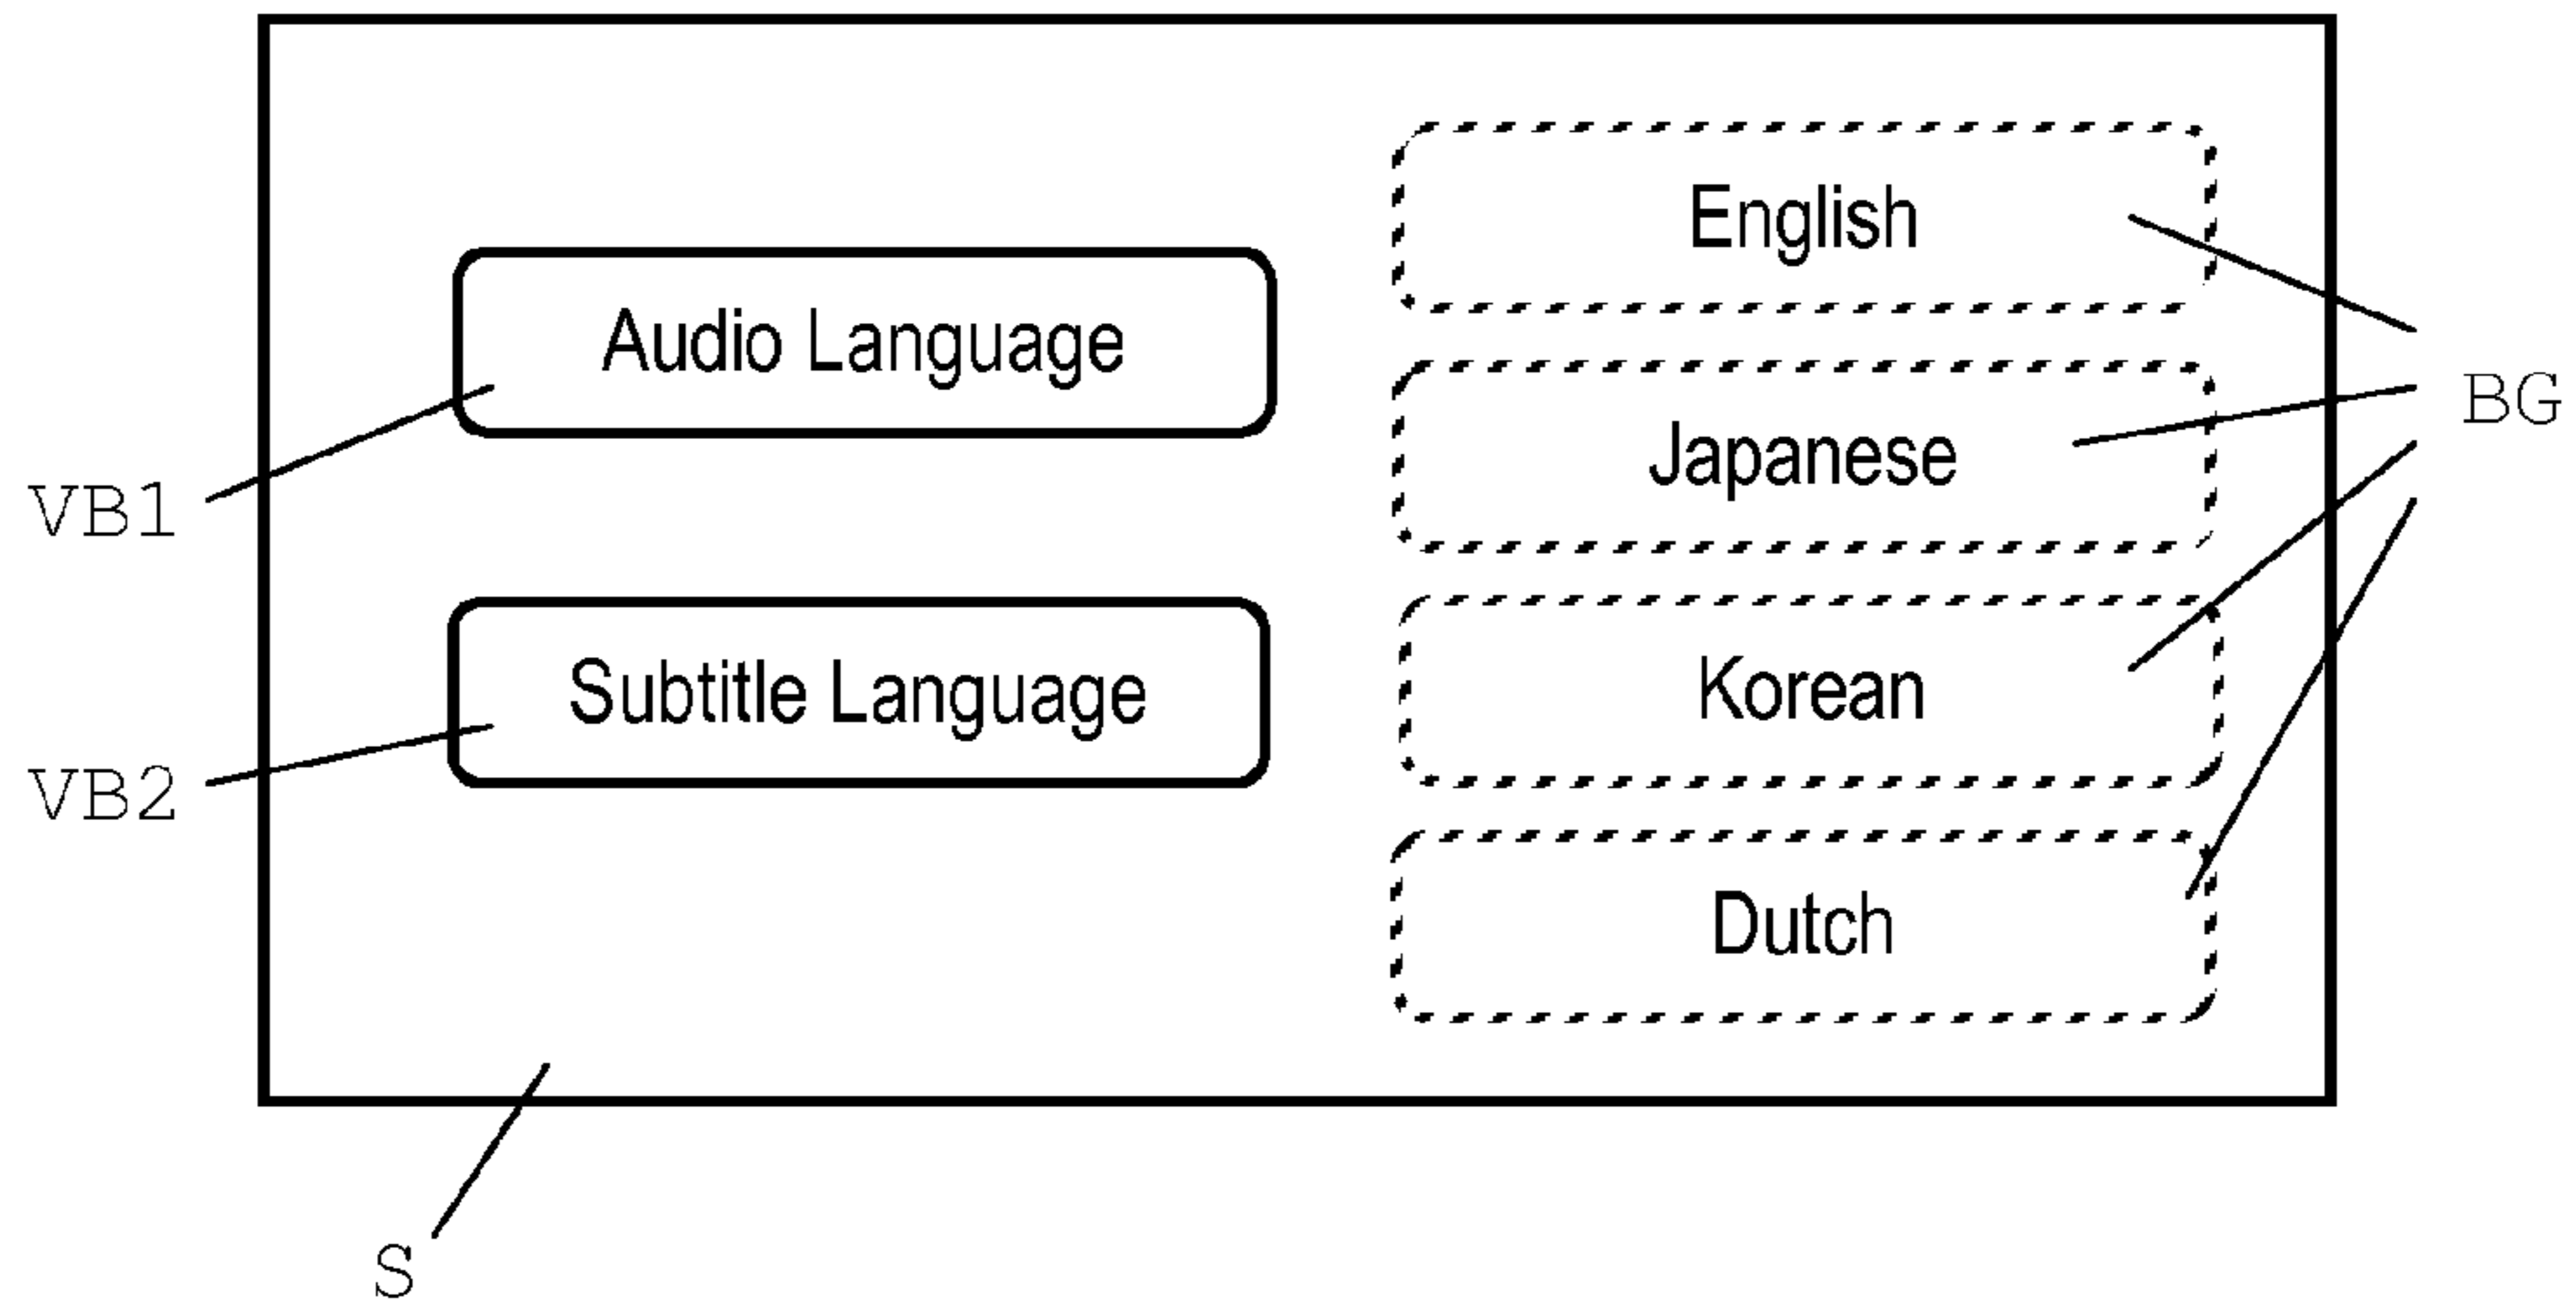 English
Audio Language
BG
Japanese
VB1
Subtitle Language
Korean
VB2
Dutch
S